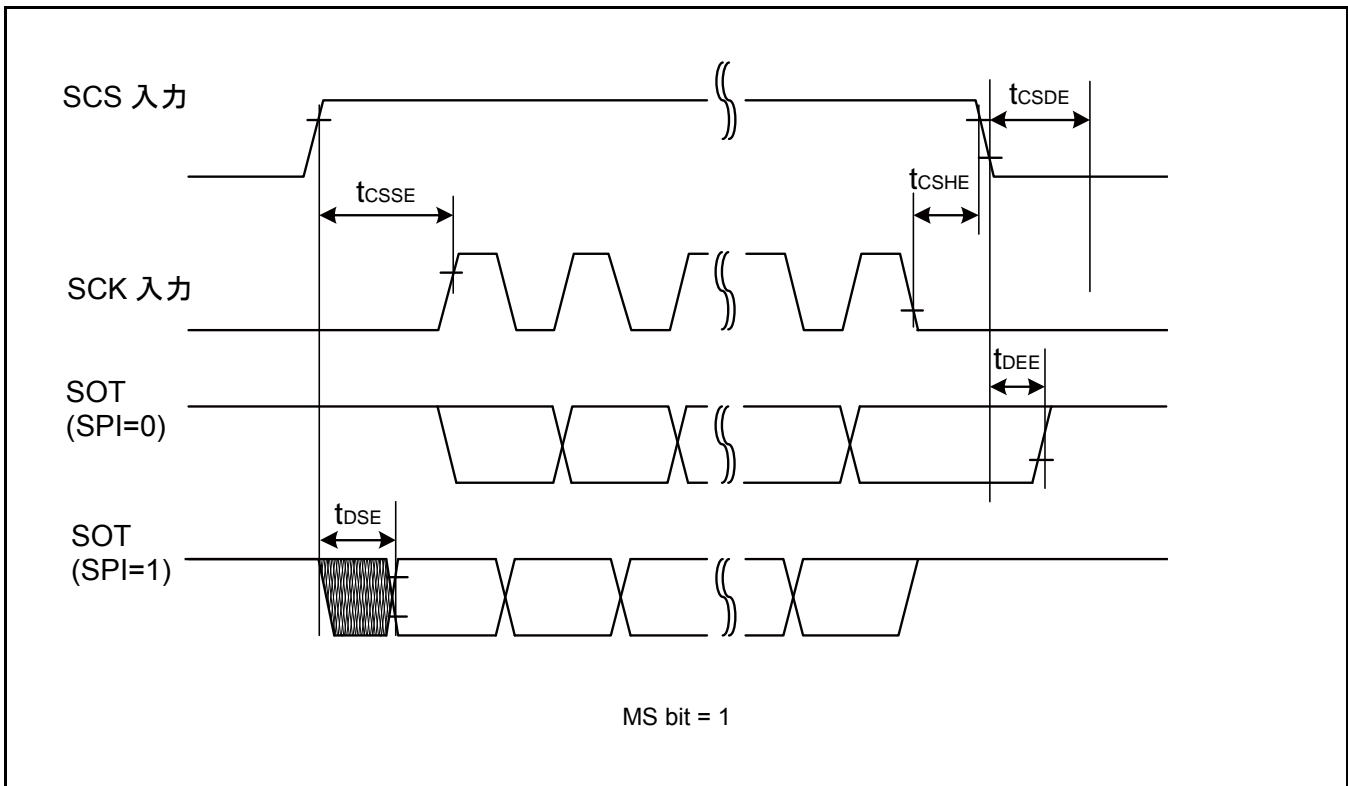 SCS 入力
tCSDE
tCSHE
tCSSE
SCK 入力
tDEE
SOT
(SPI=0)
tDSE
SOT
(SPI=1)
MS bit = 1